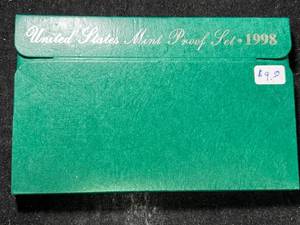 United States Mint Proof Set • 1998